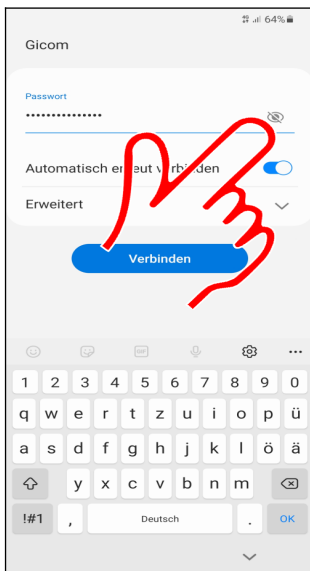 64%
Gicom
Passwort
•••••••••••••••
Automatisch erneut verbinden
Erweitert
Verbinden
GIF
1 2 3 4 5 6 7 8 9 0
q w e r t z u i o p ü
a s d f g h j k l ö ä
y x c v b n m
!#1 , Deutsch . OK